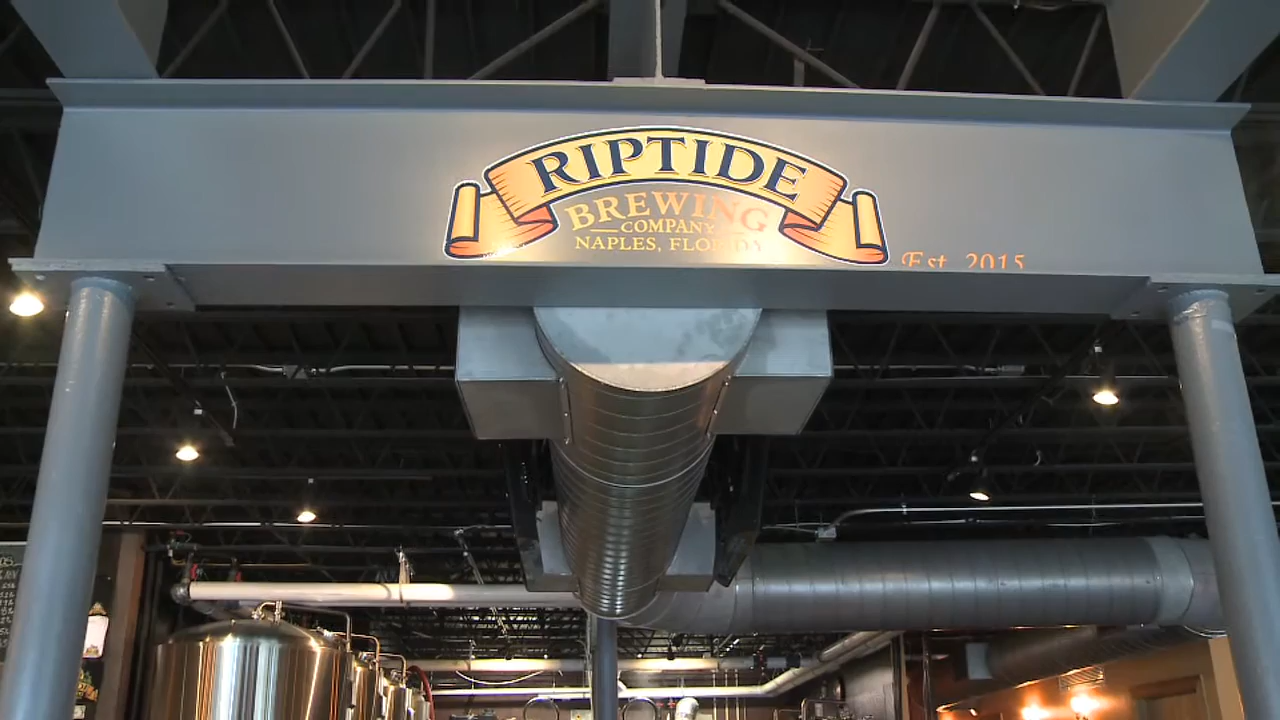 RIPTIDE
BREWING
COMPANY
NAPLES, FLORIDA
Est. 2015